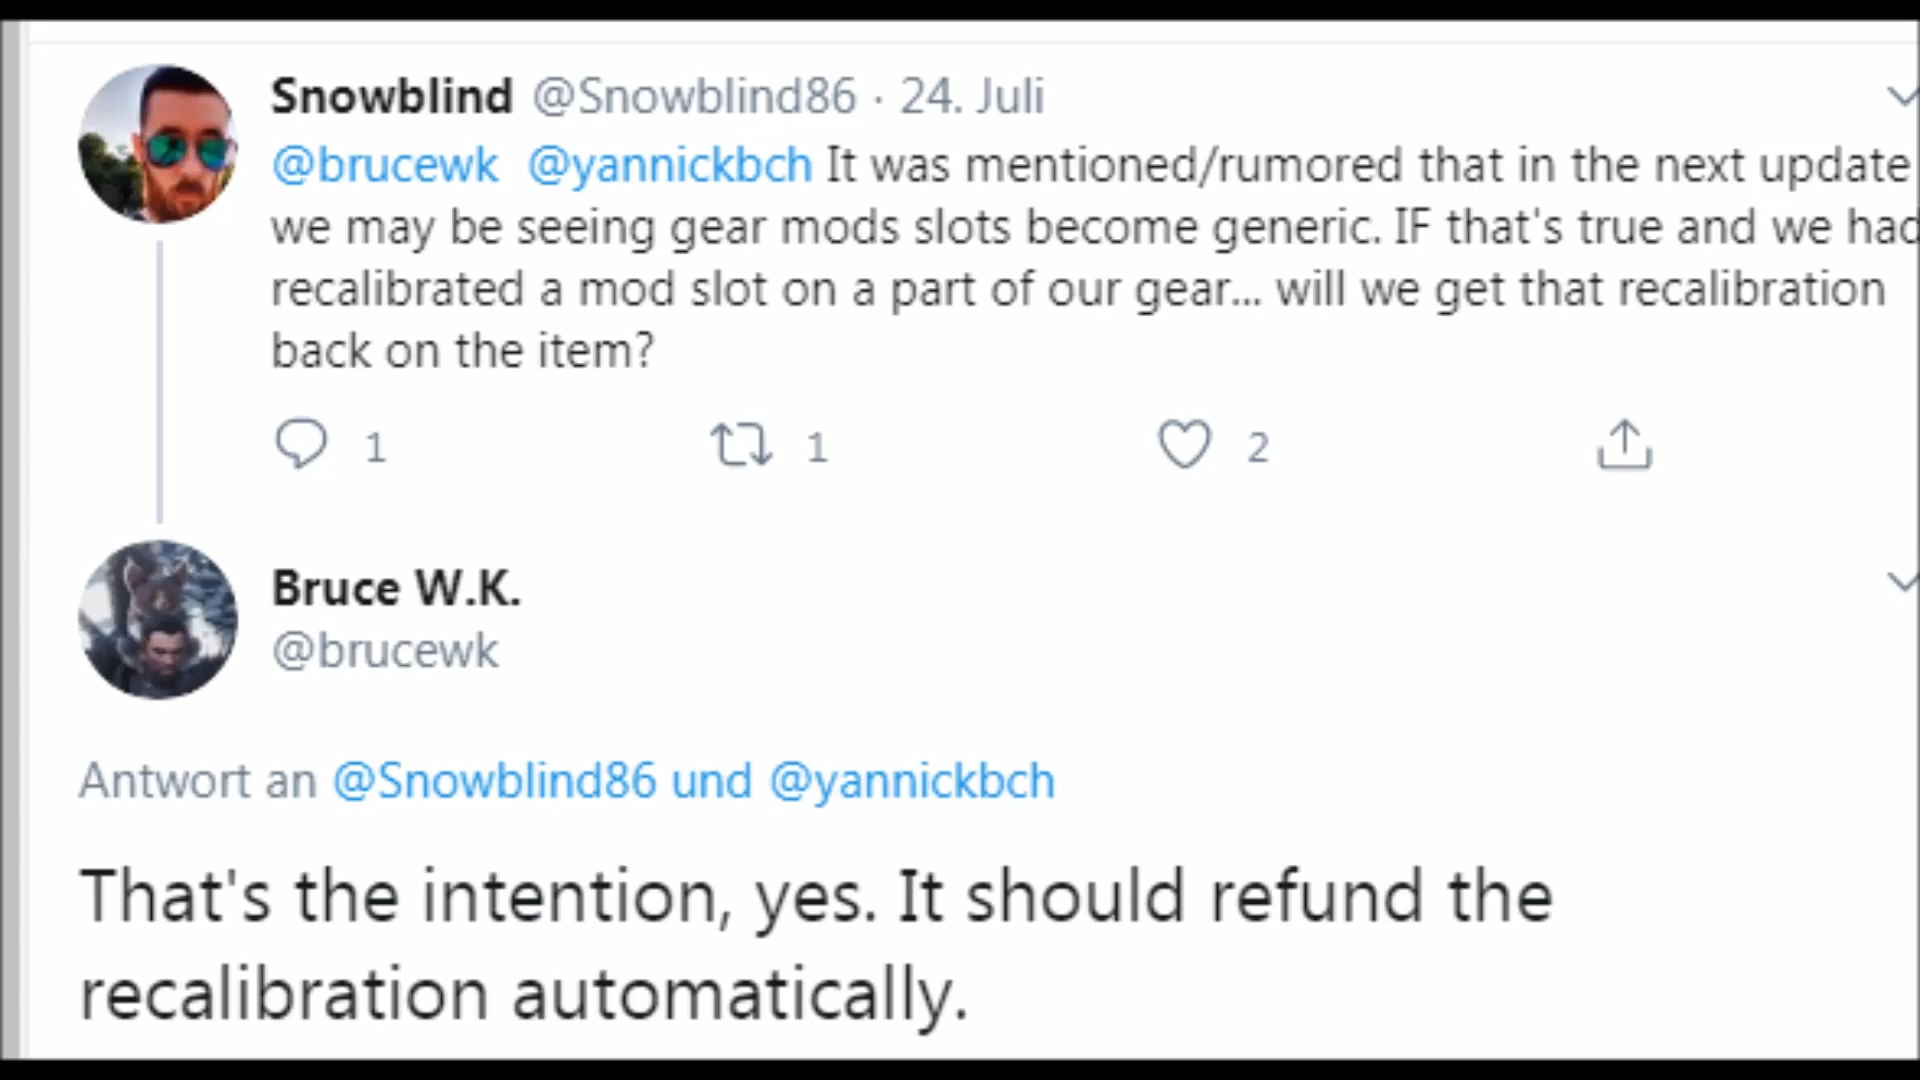 Snowblind @Snowblind86 · 24. Juli
@brucewk @yannickbch It was mentioned/rumored that in the next update
we may be seeing gear mods slots become generic. IF that's true and we had
recalibrated a mod slot on a part of our gear... will we get that recalibration
back on the item?
1 1 2
Bruce W.K.
@brucewk
Antwort an @Snowblind86 und @yannickbch
That's the intention, yes. It should refund the
recalibration automatically.